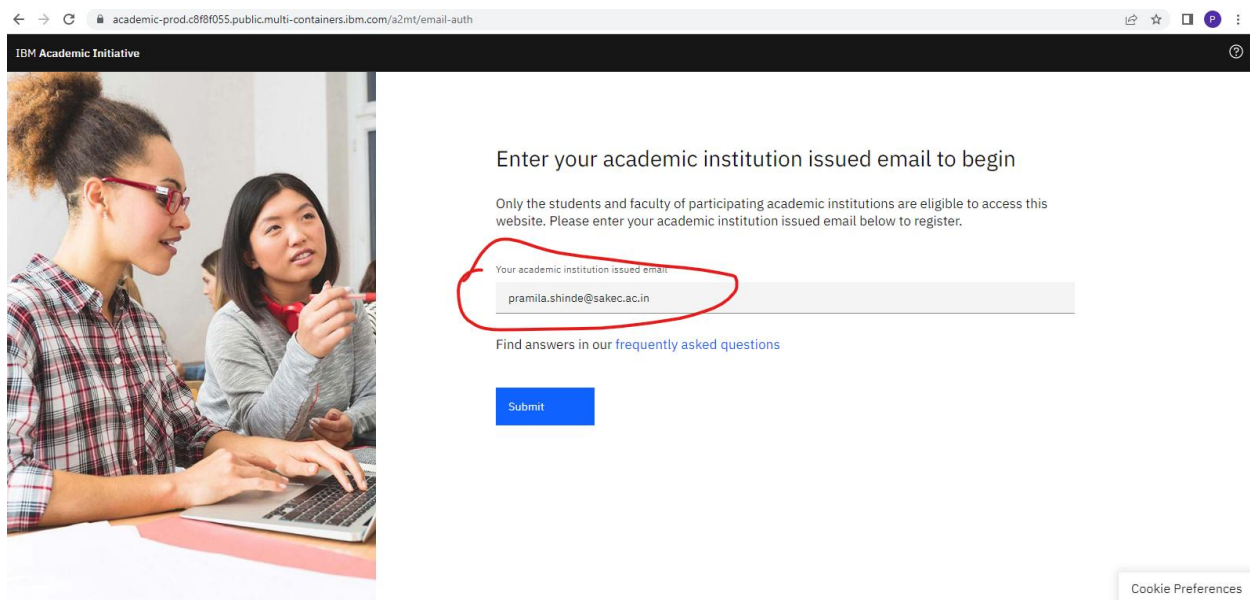 academic-prod.c8f8f055.public.multi-containers.ibm.com/a2mt/email-auth
P
IBM Academic Initiative
Enter your academic institution issued email to begin
Only the students and faculty of participating academic institutions are eligible to access this
website. Please enter your academic institution issued email below to register.
Your academic institution issued email
pramila.shinde@sakec.ac.in
Find answers in our frequently asked questions
Submit
Cookie Preferences